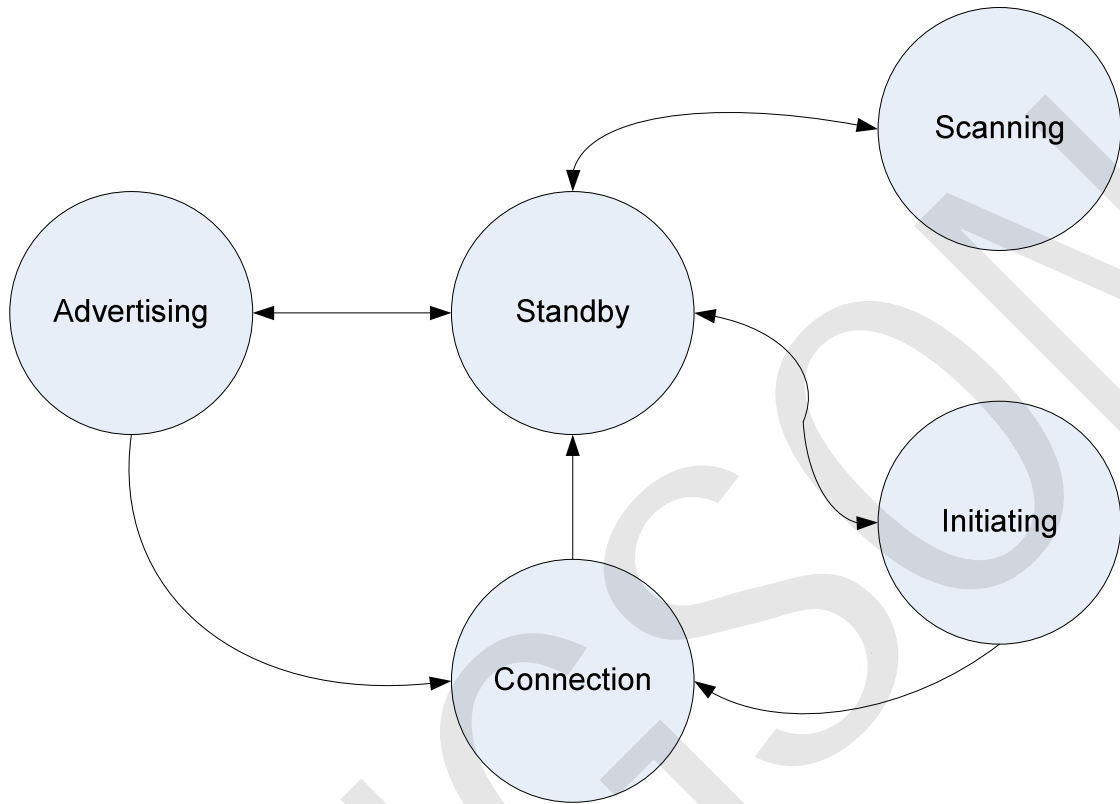 Scanning
Advertising
Standby
Initiating
Connection